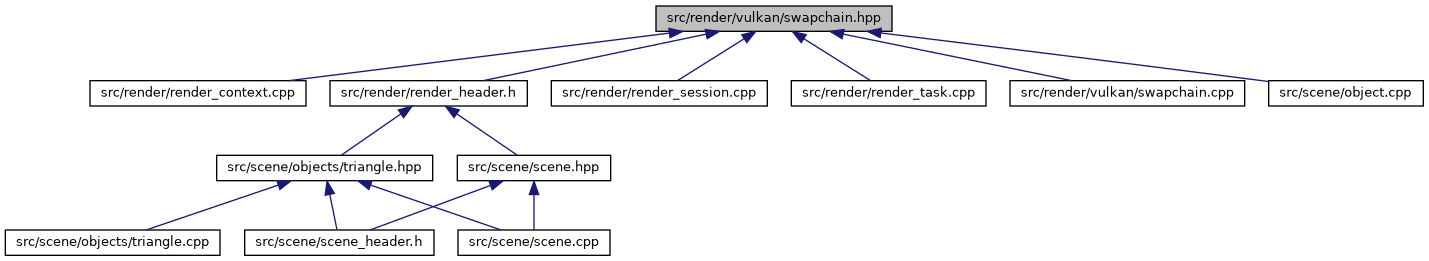 src/render/vulkan/swapchain.hpp
src/render/render_context.cpp
src/render/render_header.h
src/render/render_session.cpp
src/render/render_task.cpp
src/render/vulkan/swapchain.cpp
src/scene/object.cpp
src/scene/objects/triangle.hpp
src/scene/scene.hpp
src/scene/objects/triangle.cpp
src/scene/scene_header.h
src/scene/scene.cpp